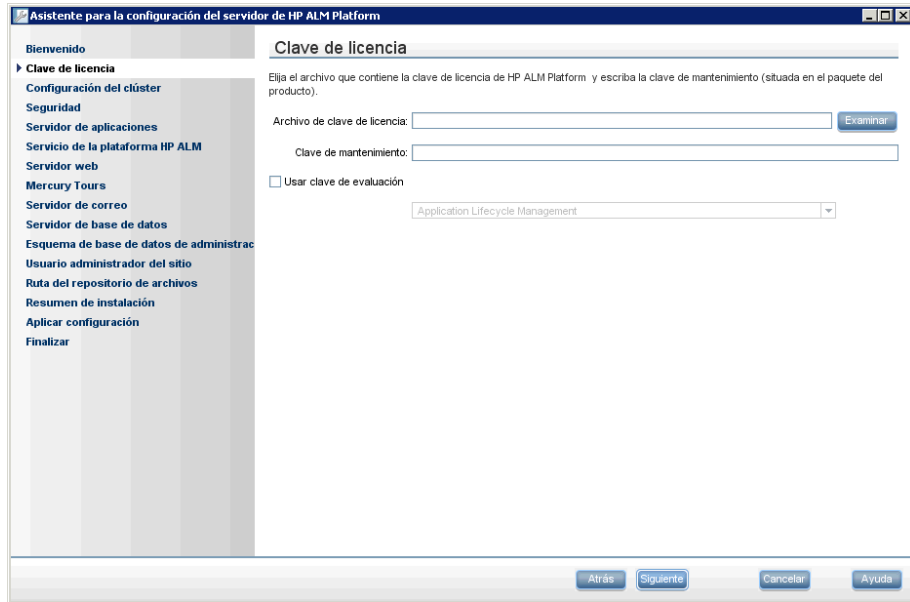 Asistente para la configuración del servidor de HP ALM Platform
Bienvenido
Clave de licencia
Configuración del clúster
Seguridad
Servidor de aplicaciones
Servicio de la plataforma HP ALM
Servidor web
Mercury Tours
Servidor de correo
Servidor de base de datos
Esquema de base de datos de administrac
Usuario administrador del sitio
Ruta del repositorio de archivos
Resumen de instalación
Aplicar configuración
Finalizar
Clave de licencia
Elija el archivo que contiene la clave de licencia de HP ALM Platform y escriba la clave de mantenimiento (situada en el paquete del
producto).
Archivo de clave de licencia:
Examinar
Clave de mantenimiento:
Usar clave de evaluación
Application Lifecycle Management
Atrás
Siguiente
Cancelar
Ayuda